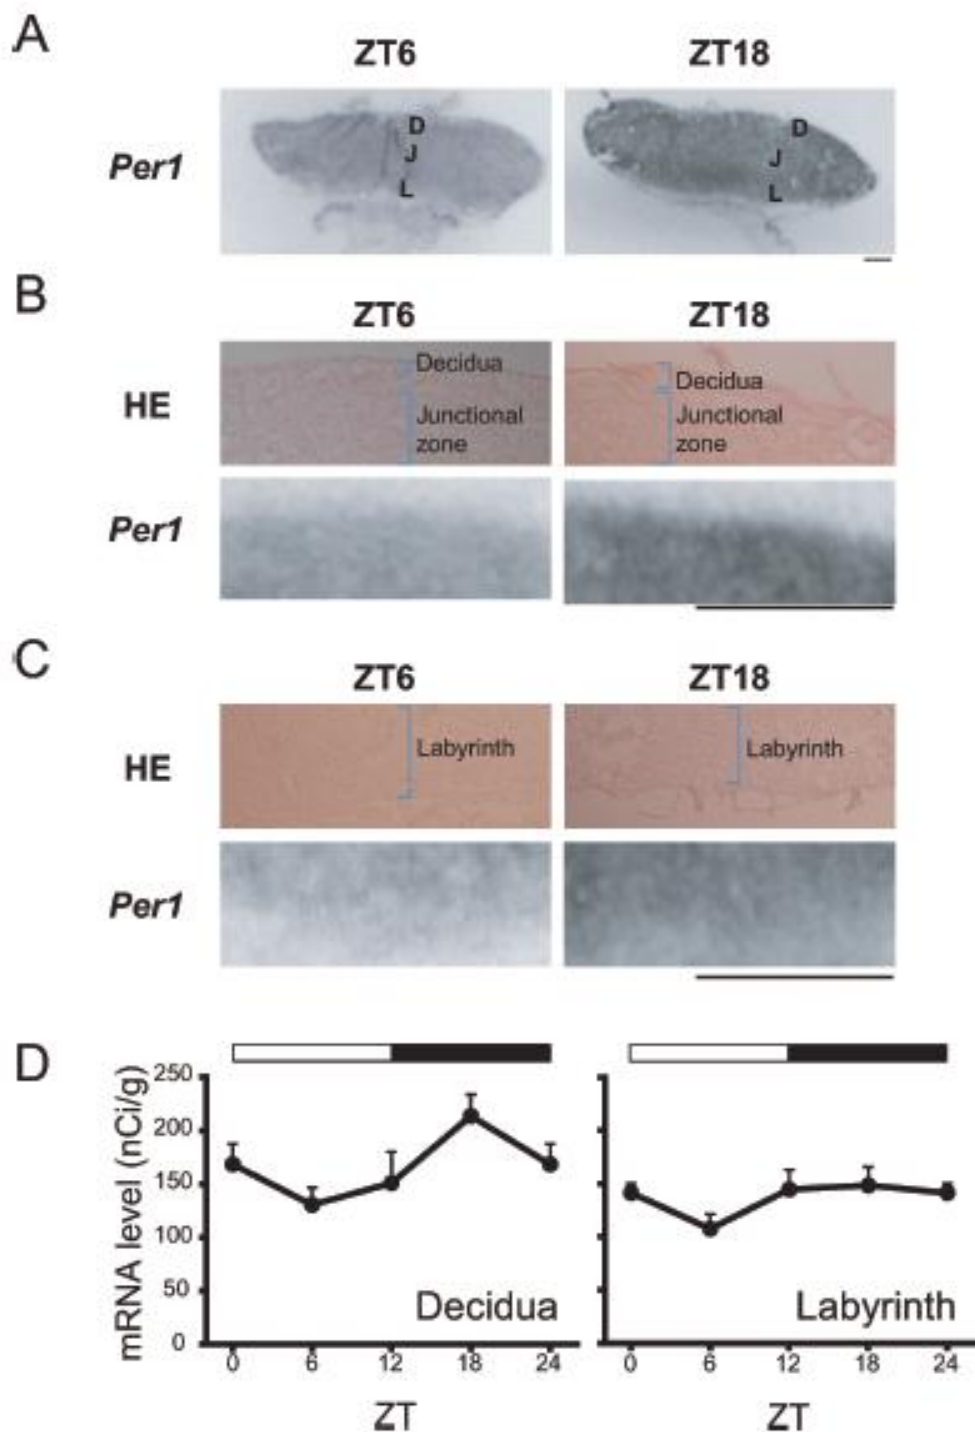 A
ZT6 ZT18
Per1
D
J
L
D
J
L
B
ZT6 ZT18
HE
Decidua
Junctional
zone
Decidua
Junctional
zone
Per1
C
ZT6 ZT18
HE
Labyrinth
Labyrinth
Per1
D
mRNA level (nCi/g)
250
200
150
100
50
0
Decidua
0 6 12 18 24
ZT
Labyrinth
0 6 12 18 24
ZT